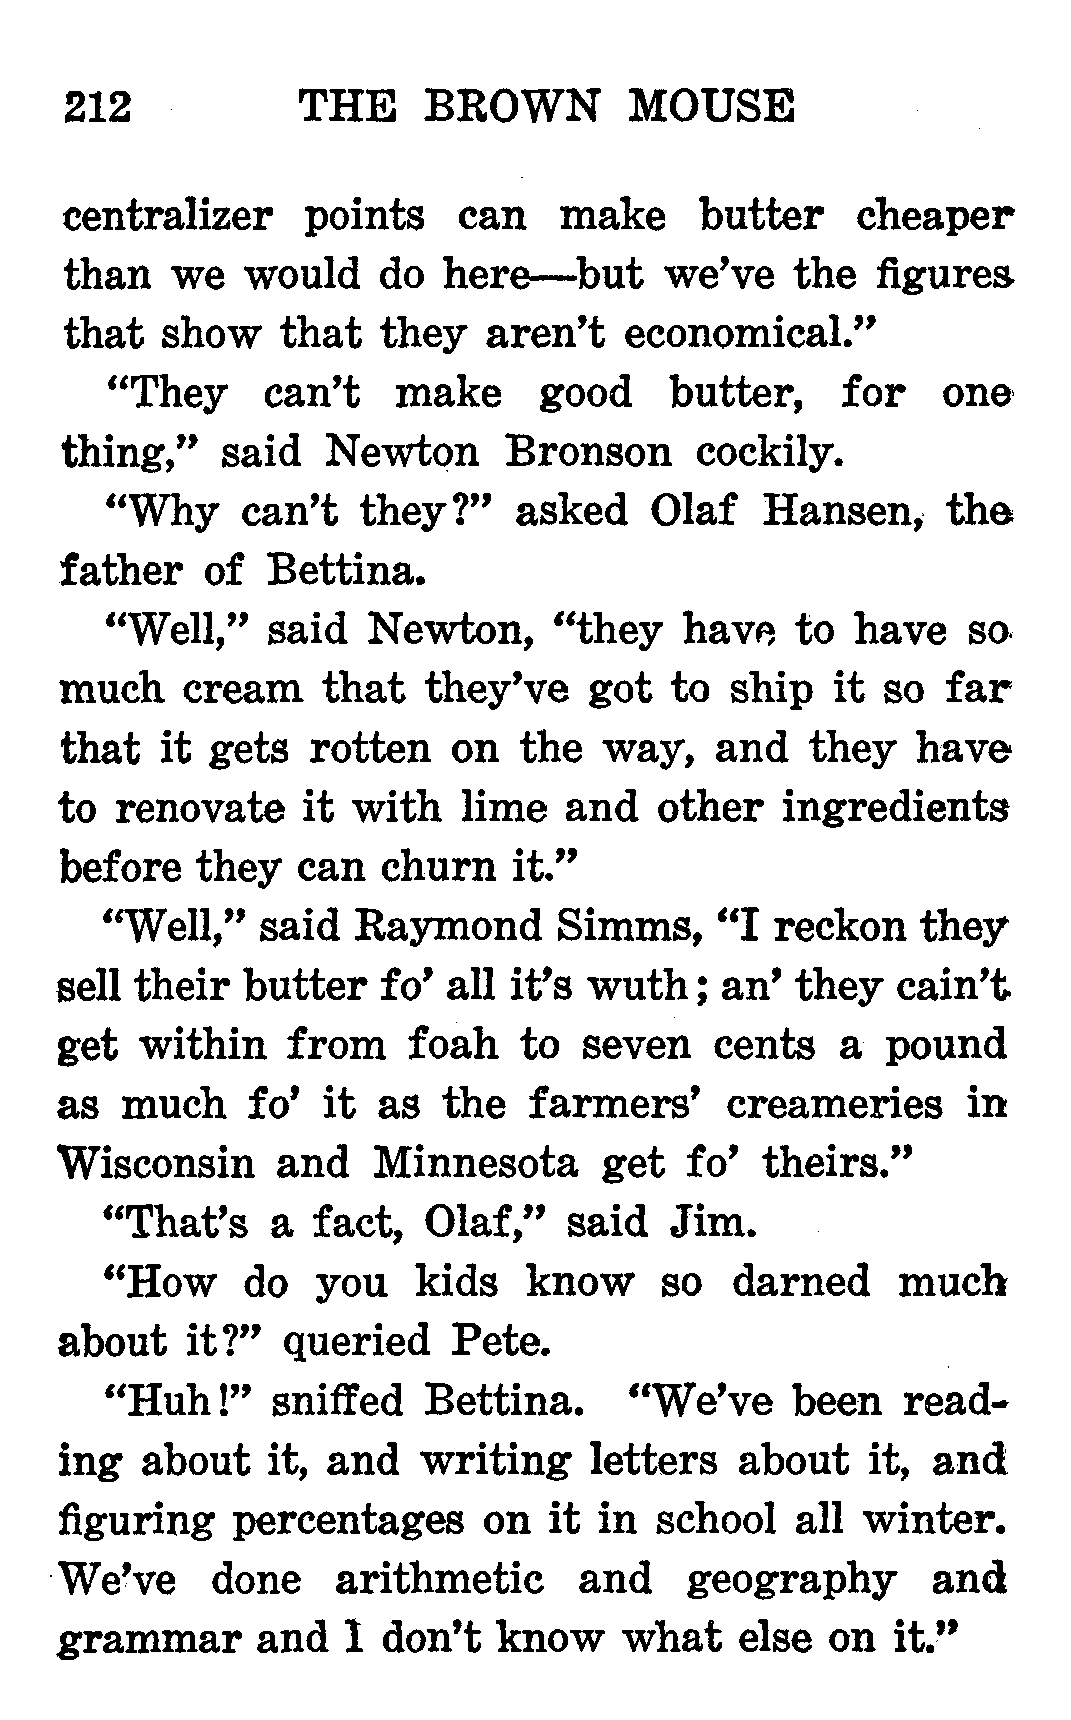 212 THE BROWN MOUSE
centralizer points can make butter cheaper
than we would do here—but we've the figures
that show that they aren't economical."
"They can't make good butter, for one
thing," said Newton Bronson cockily.
"Why can't they?" asked Olaf Hansen, the
father of Bettina.
"Well," said Newton, "they have to have so
much cream that they've got to ship it so far
that it gets rotten on the way, and they have
to renovate it with lime and other ingredients
before they can churn it."
"Well," said Raymond Simms, "I reckon they
sell their butter fo' all it's wuth; an' they cain't
get within from foah to seven cents a pound
as much fo' it as the farmers' creameries in
Wisconsin and Minnesota get fo' theirs."
"That's a fact, Olaf," said Jim.
"How do you kids know so darned much
about it?" queried Pete.
"Huh!" sniffed Bettina. "We've been read-
ing about it, and writing letters about it, and
figuring percentages on it in school all winter.
We've done arithmetic and geography and
grammar and I don't know what else on it."